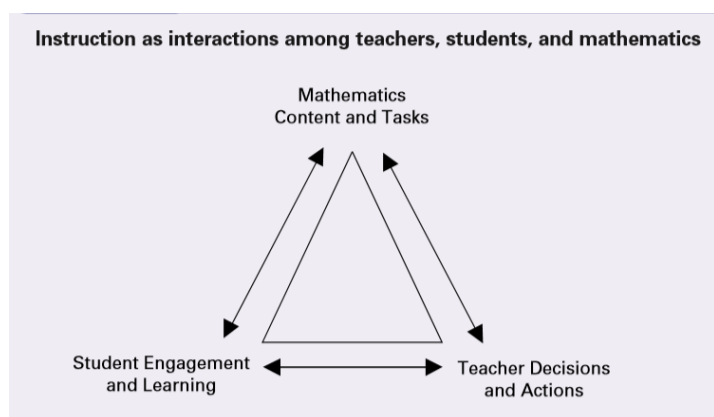 Instruction as interactions among teachers, students, and mathematics
Mathematics
Content and Tasks
Student Engagement
and Learning
Teacher Decisions
and Actions